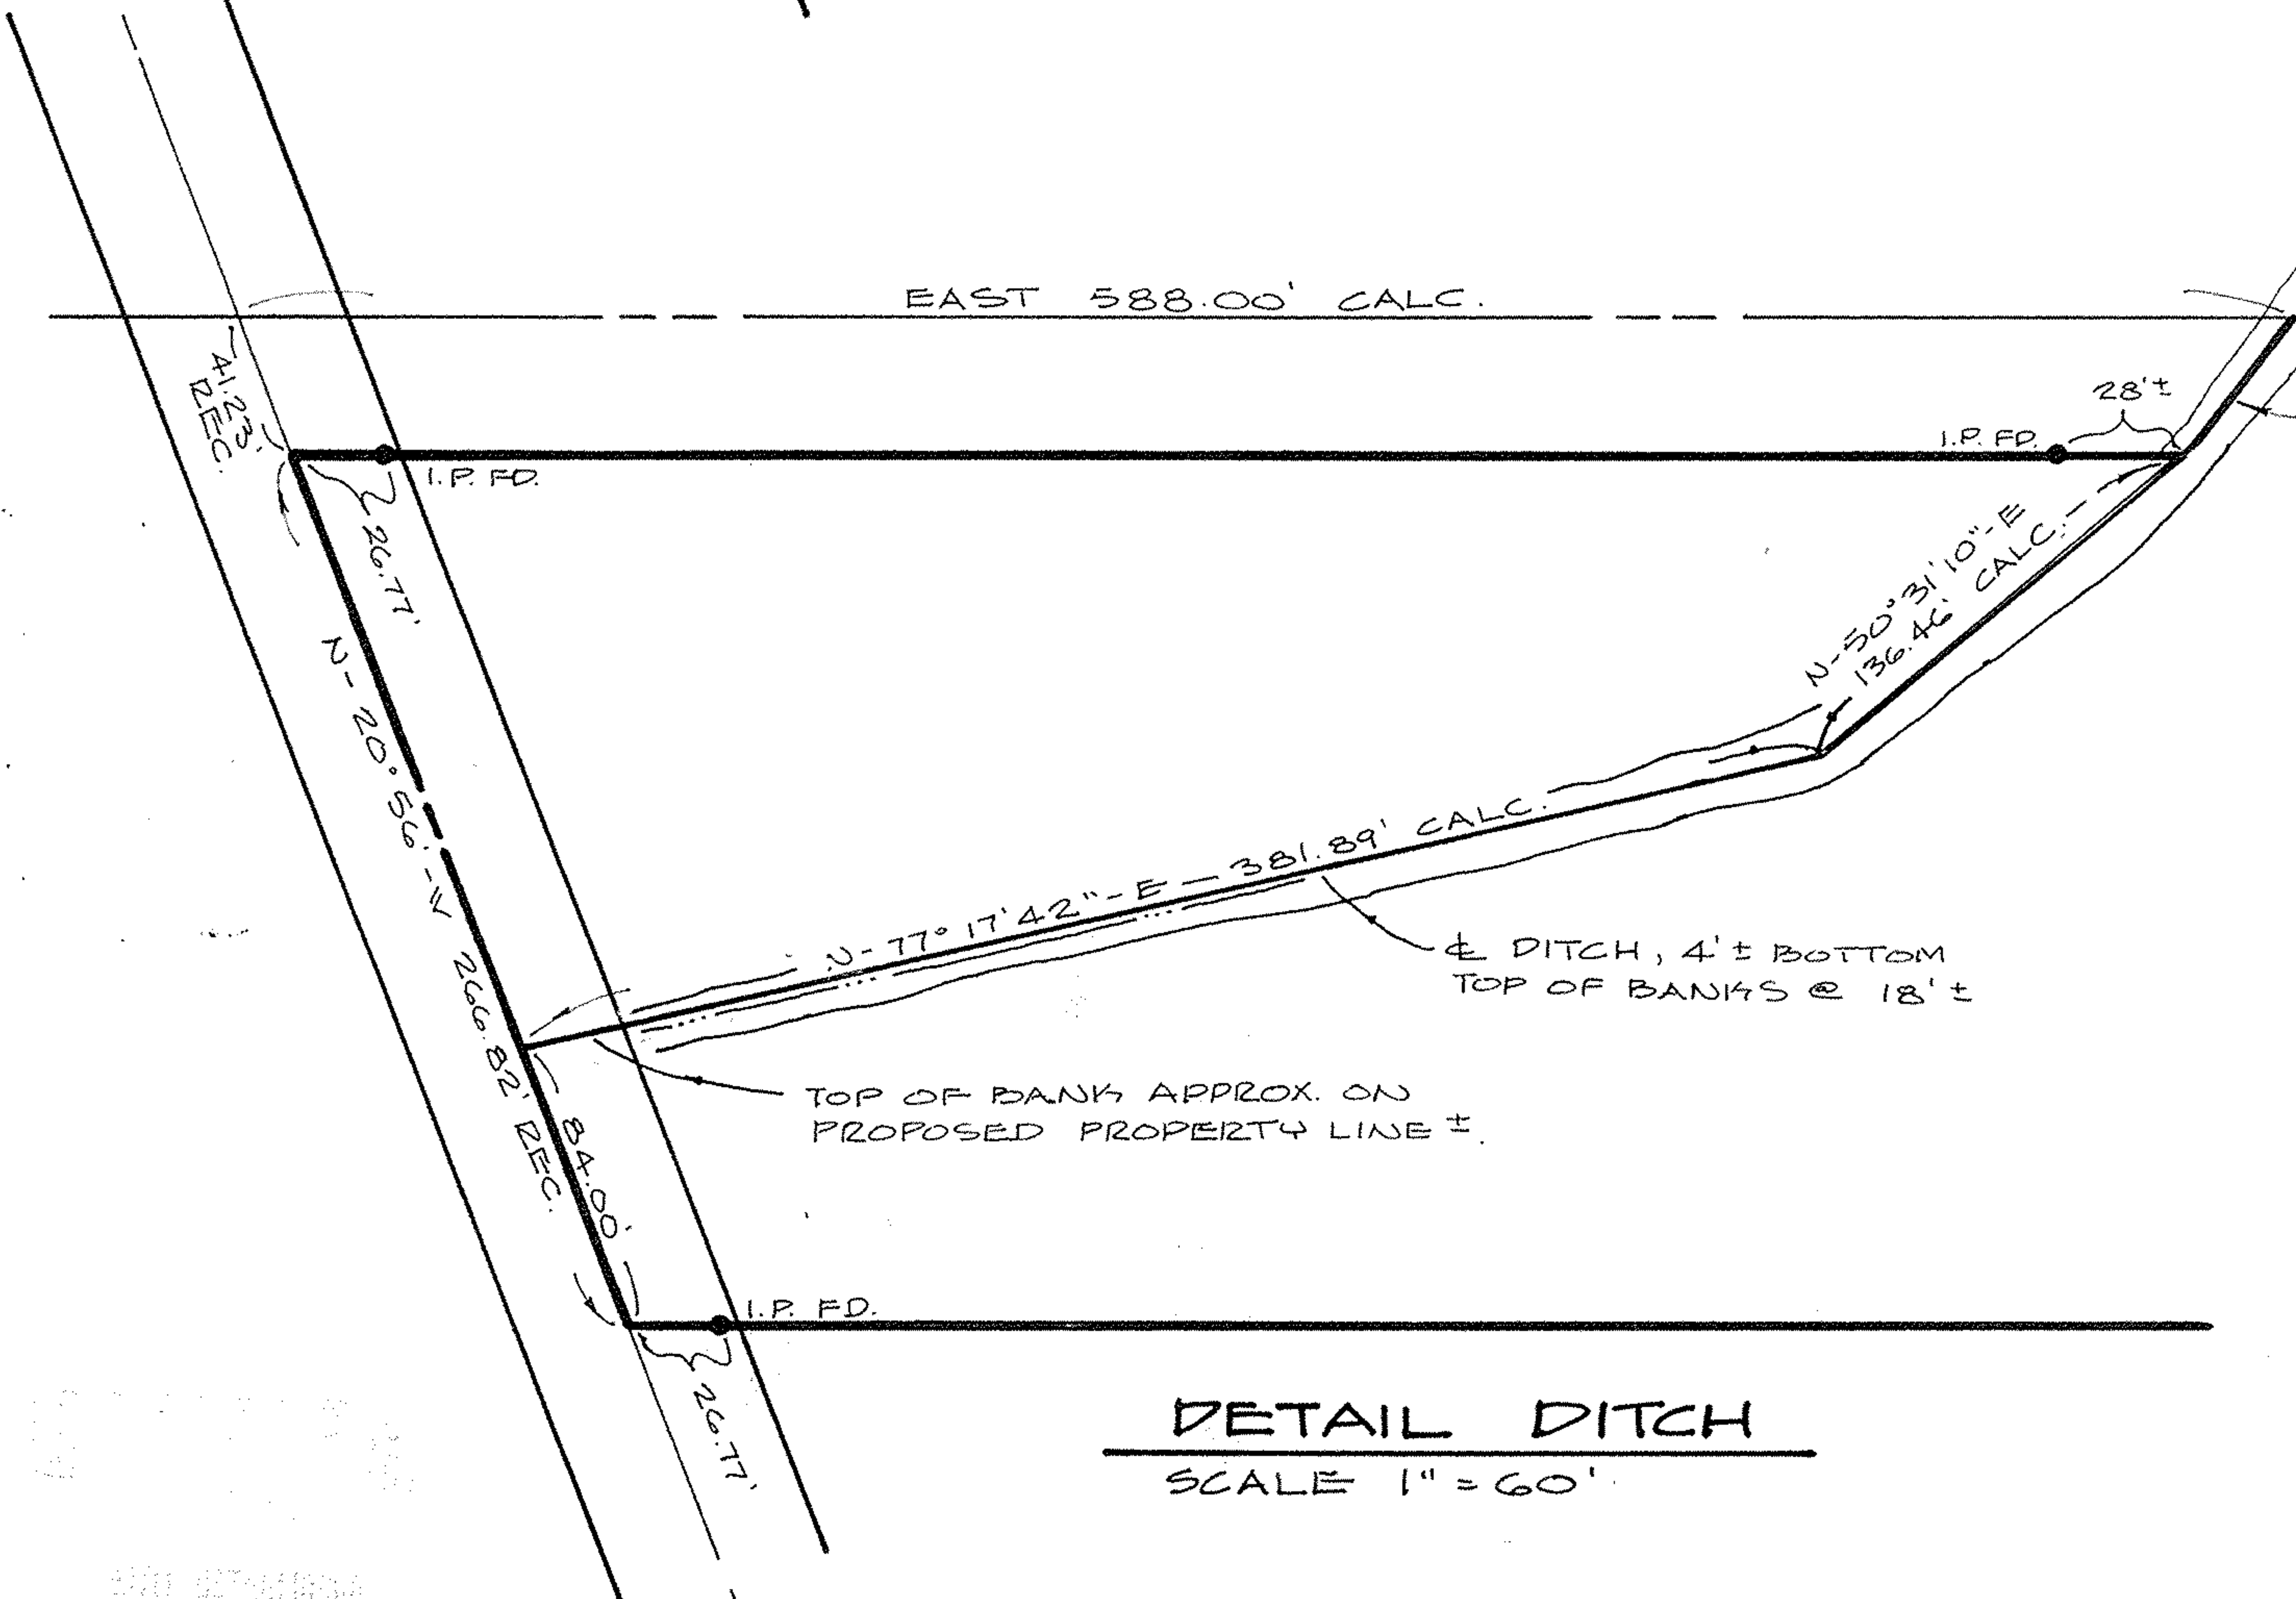 EAST 588.00' CALC.
41.23'
REC.
28'±
I.P. FD.
I.P. FD.
26.77'
N-50°31'10"-E
136.46' CALC.
N-20°56'-W 266.82' REC.
N-77°17'42"-E — 381.89' CALC.
℄ DITCH, 4'± BOTTOM
TOP OF BANKS @ 18'±
TOP OF BANK APPROX. ON
PROPOSED PROPERTY LINE ±.
84.00'
I.P. FD.
26.77'
DETAIL DITCH
SCALE 1" = 60'